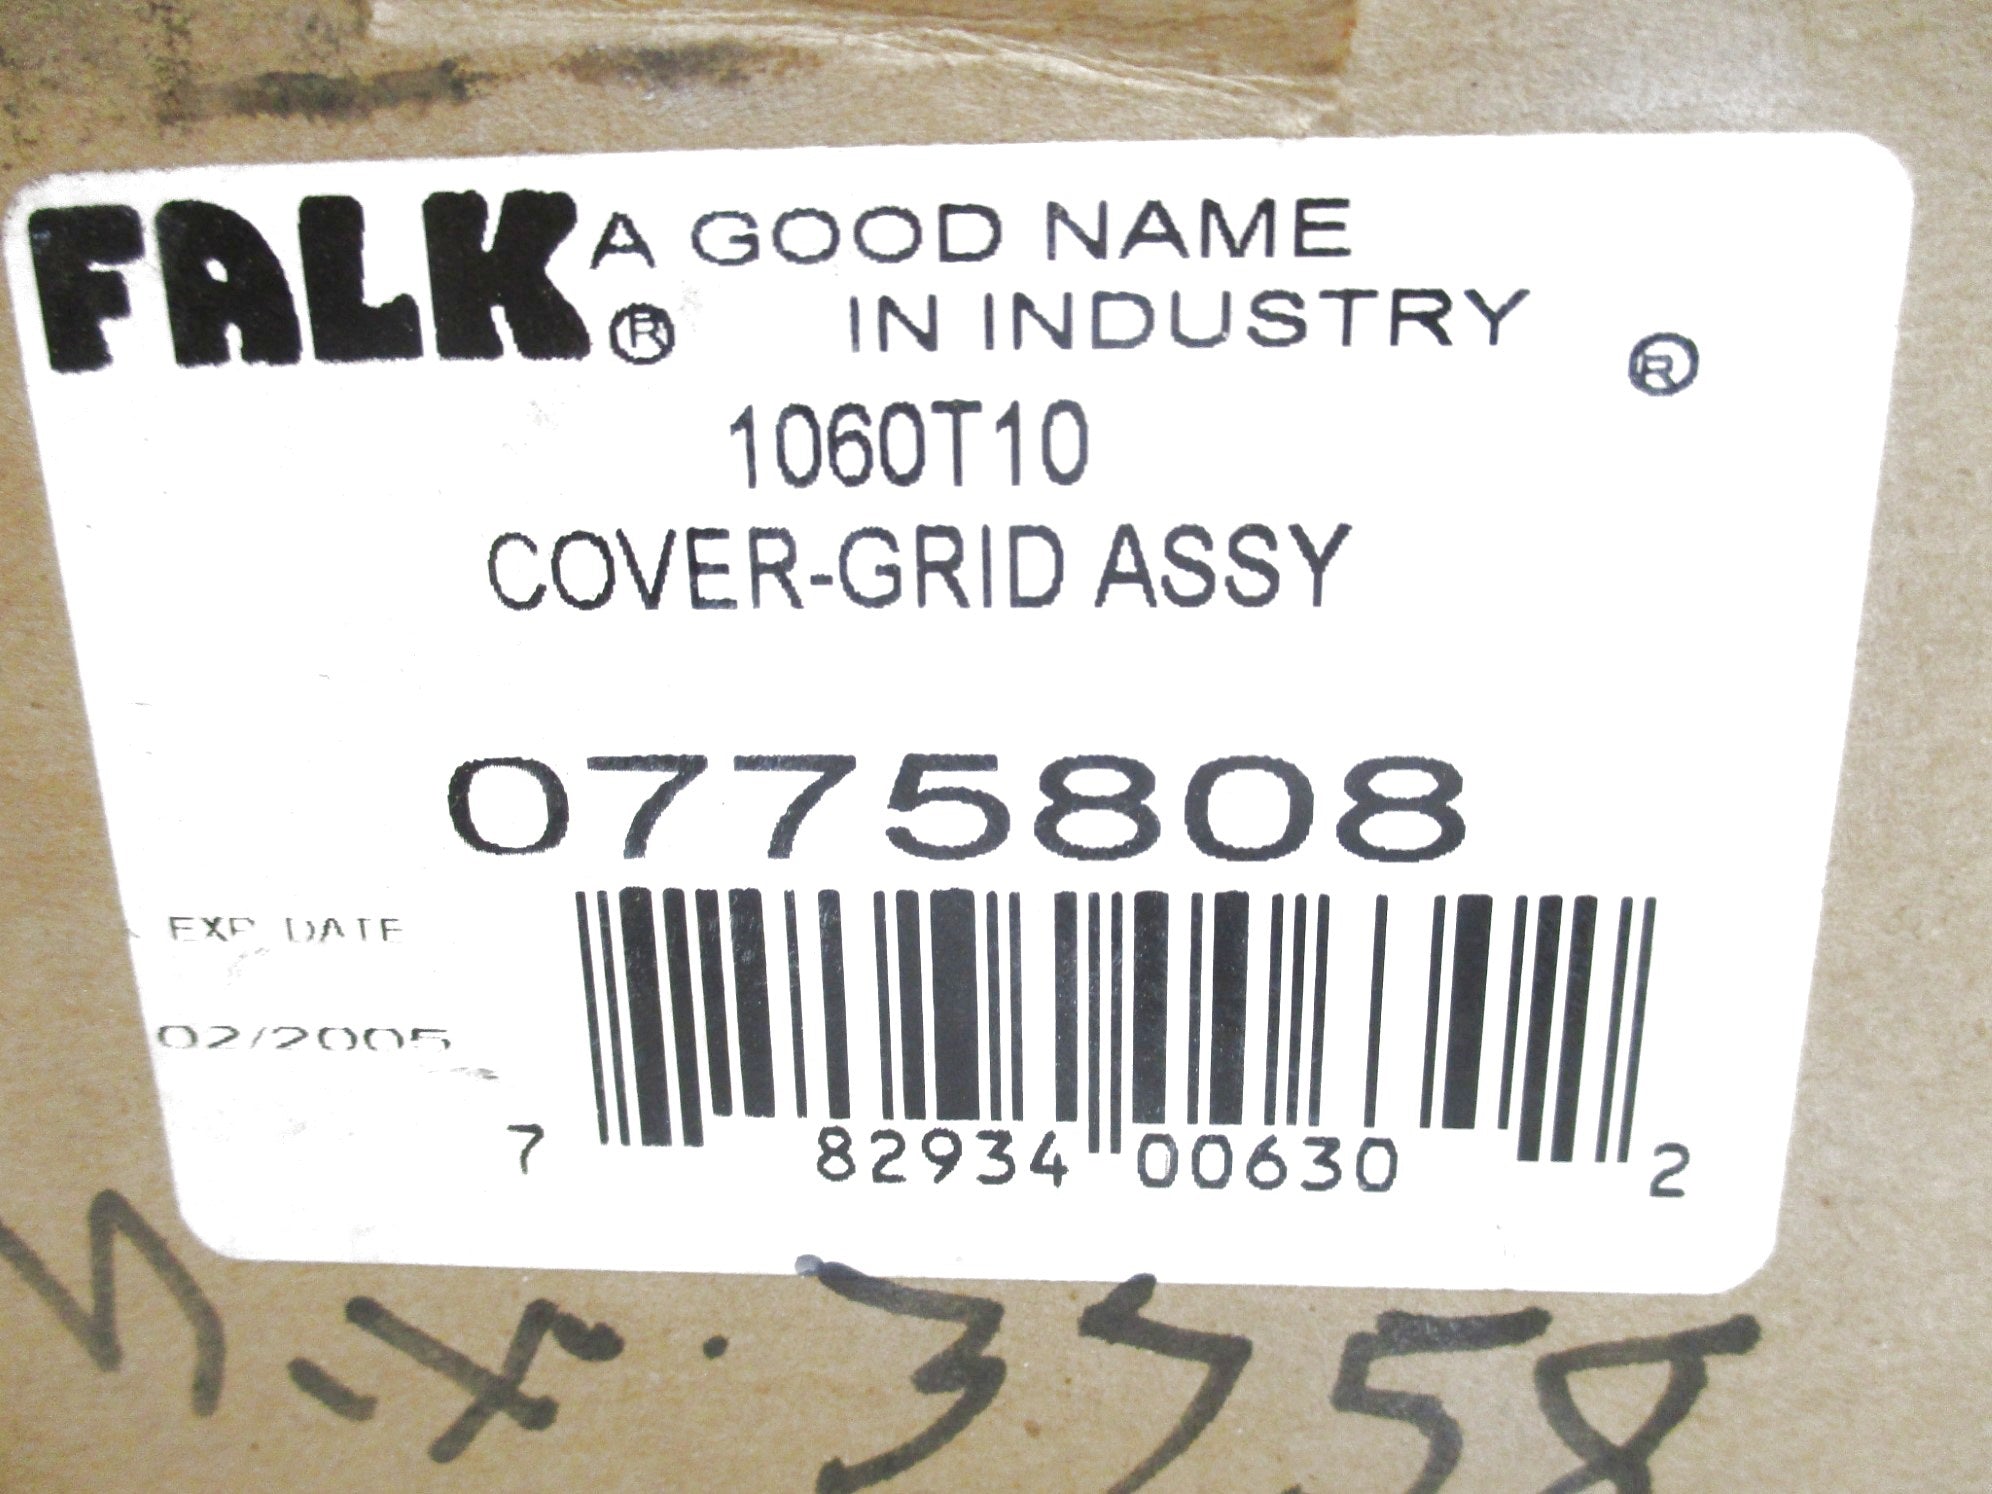 FALK® A GOOD NAME
IN INDUSTRY ®
1060T10
COVER-GRID ASSY
0775808
EXP. DATE
02/2005
7 82934 00630 2